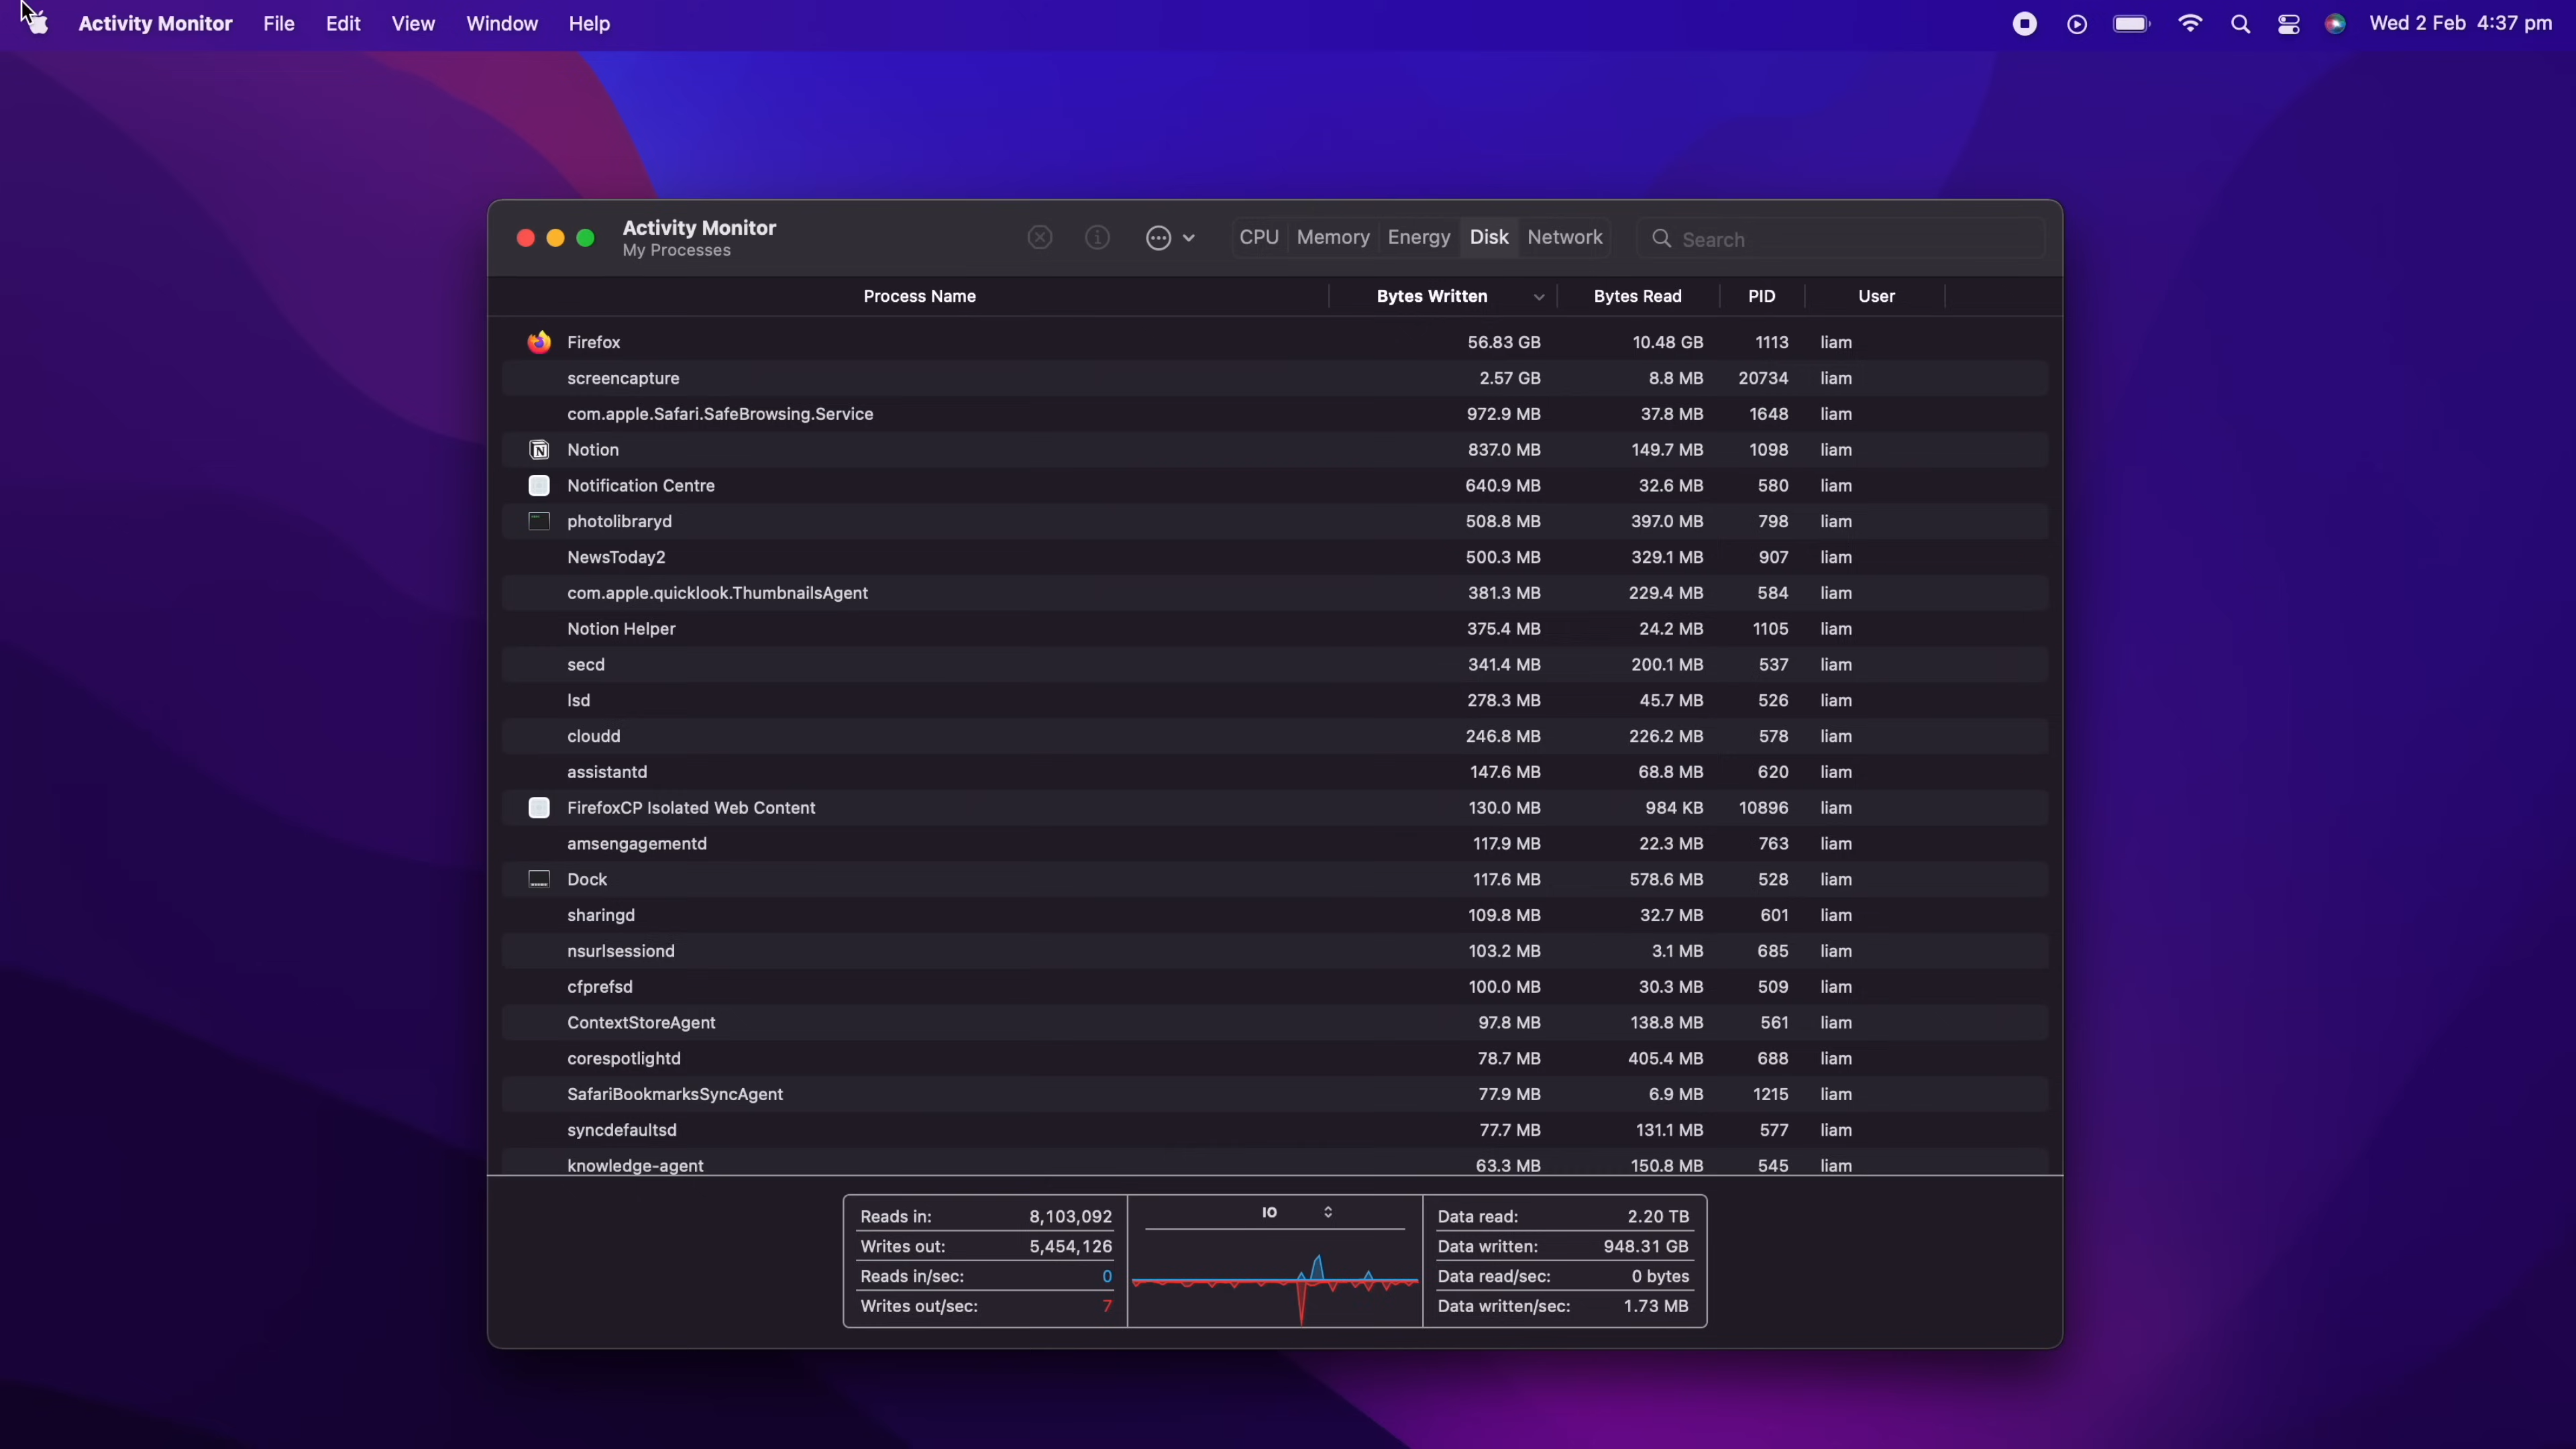 Activity Monitor File Edit View Window Help Wed 2 Feb 4:37 pm
Activity Monitor
My Processes
CPU Memory Energy Disk Network Search
Process Name Bytes Written Bytes Read PID User
Firefox 56.83 GB 10.48 GB 1113 liam
screencapture 2.57 GB 8.8 MB 20734 liam
com.apple.Safari.SafeBrowsing.Service 972.9 MB 37.8 MB 1648 liam
Notion 837.0 MB 149.7 MB 1098 liam
Notification Centre 640.9 MB 32.6 MB 580 liam
photolibraryd 508.8 MB 397.0 MB 798 liam
NewsToday2 500.3 MB 329.1 MB 907 liam
com.apple.quicklook.ThumbnailsAgent 381.3 MB 229.4 MB 584 liam
Notion Helper 375.4 MB 24.2 MB 1105 liam
secd 341.4 MB 200.1 MB 537 liam
lsd 278.3 MB 45.7 MB 526 liam
cloudd 246.8 MB 226.2 MB 578 liam
assistantd 147.6 MB 68.8 MB 620 liam
FirefoxCP Isolated Web Content 130.0 MB 984 KB 10896 liam
amsengagementd 117.9 MB 22.3 MB 763 liam
Dock 117.6 MB 578.6 MB 528 liam
sharingd 109.8 MB 32.7 MB 601 liam
nsurlsessiond 103.2 MB 3.1 MB 685 liam
cfprefsd 100.0 MB 30.3 MB 509 liam
ContextStoreAgent 97.8 MB 138.8 MB 561 liam
corespotlightd 78.7 MB 405.4 MB 688 liam
SafariBookmarksSyncAgent 77.9 MB 6.9 MB 1215 liam
syncdefaultsd 77.7 MB 131.1 MB 577 liam
knowledge-agent 63.3 MB 150.8 MB 545 liam
Reads in: 8,103,092 IO Data read: 2.20 TB
Writes out: 5,454,126 Data written: 948.31 GB
Reads in/sec: 0 Data read/sec: 0 bytes
Writes out/sec: 7 Data written/sec: 1.73 MB